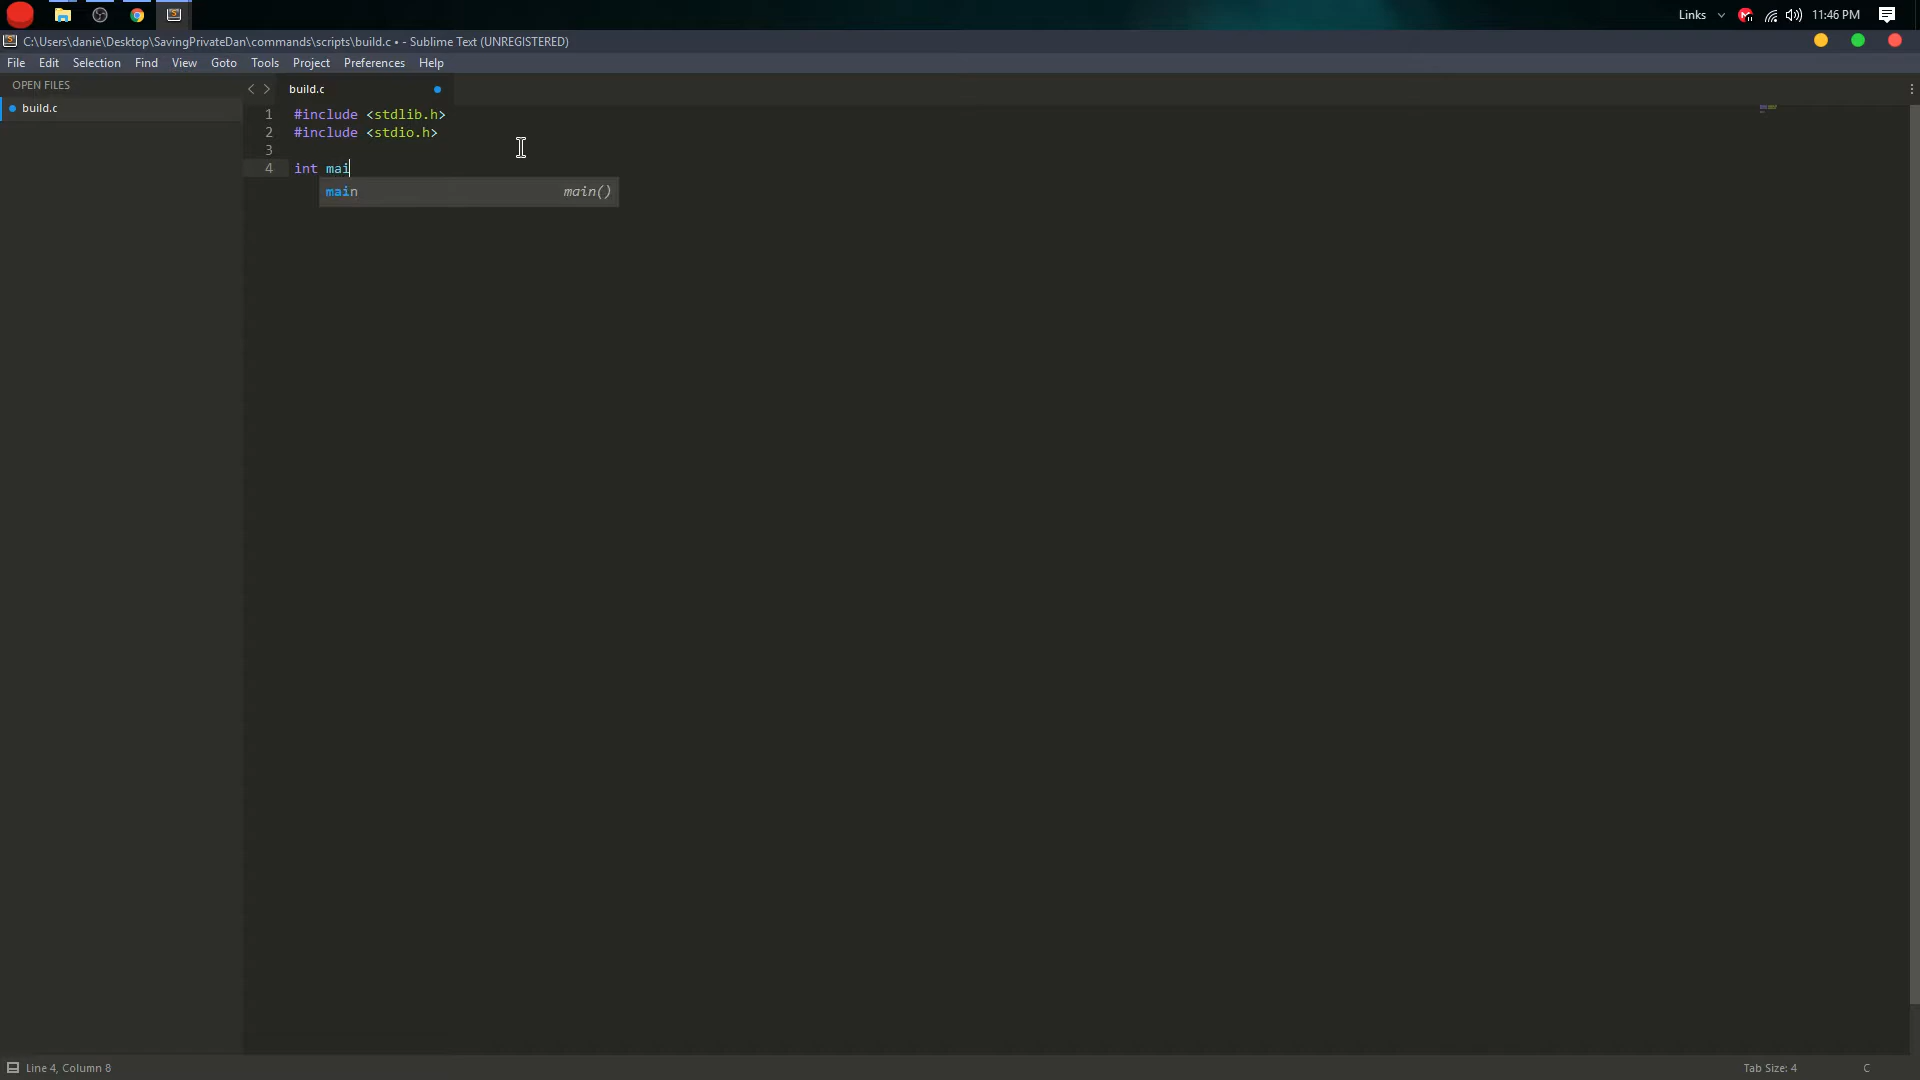 Links
11:46 PM
C:\Users\danie\Desktop\SavingPrivateDan\commands\scripts\build.c • - Sublime Text (UNREGISTERED)
File Edit Selection Find View Goto Tools Project Preferences Help
OPEN FILES
build.c
build.c
1 #include <stdlib.h>
2 #include <stdio.h>
3
4 int mai
main main()
Line 4, Column 8
Tab Size: 4
C